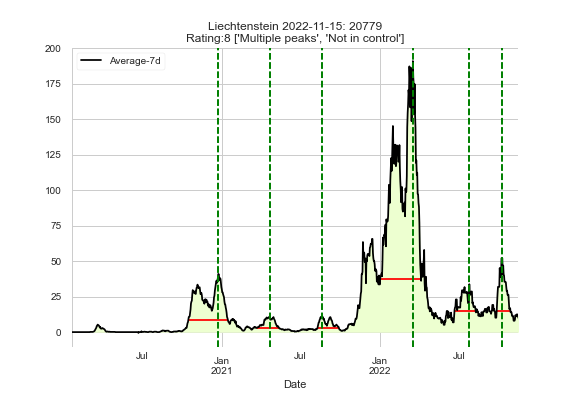 Liechtenstein 2022-11-15: 20779
Rating:8 ['Multiple peaks', 'Not in control']
200
Average-7d
175
150
125
100
75
50
25
0
Jul
Jan
2021
Jul
Jan
2022
Jul
Date